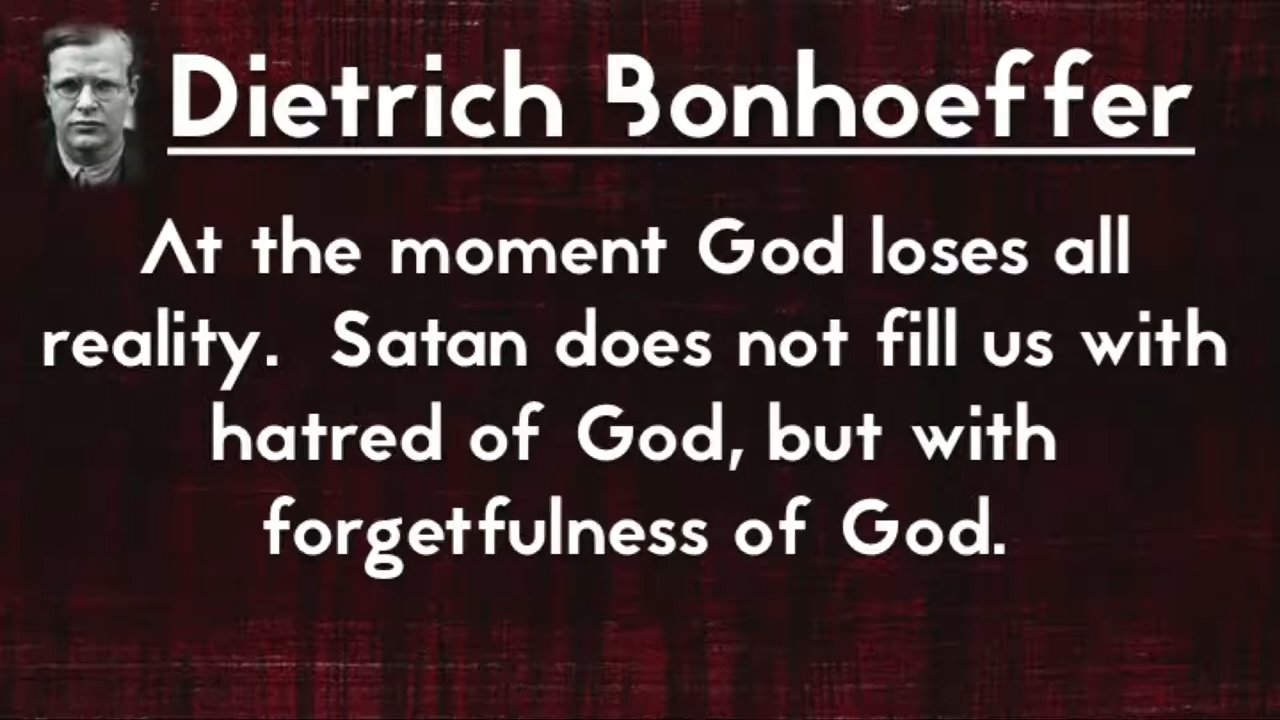 Dietrich Bonhoeffer
At the moment God loses all
reality. Satan does not fill us with
hatred of God, but with
forgetfulness of God.